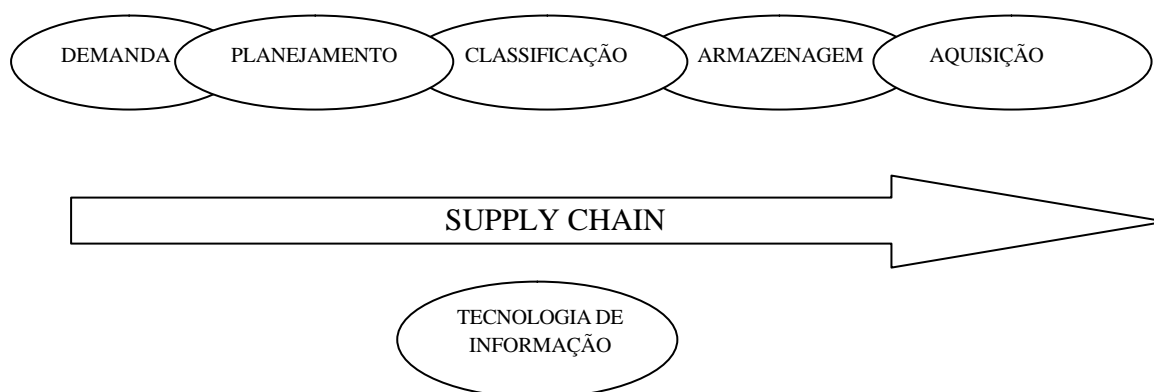 DEMANDA PLANEJAMENTO CLASSIFICAÇÃO ARMAZENAGEM AQUISIÇÃO
SUPPLY CHAIN
TECNOLOGIA DE
INFORMAÇÃO